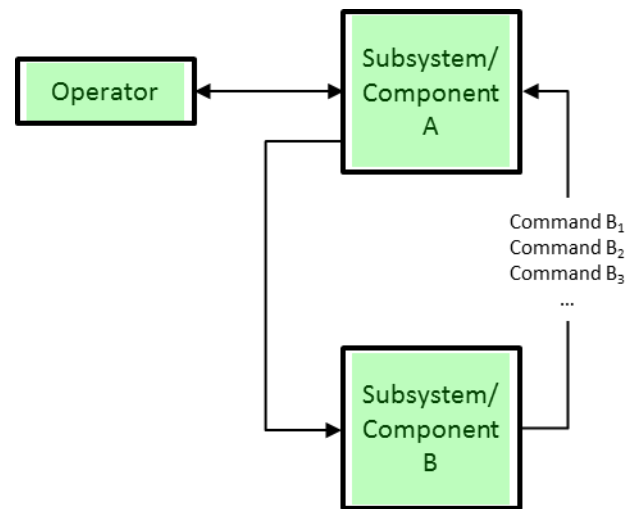 Operator
Subsystem/
Component
A
Command B₁
Command B₂
Command B₃
...
Subsystem/
Component
B